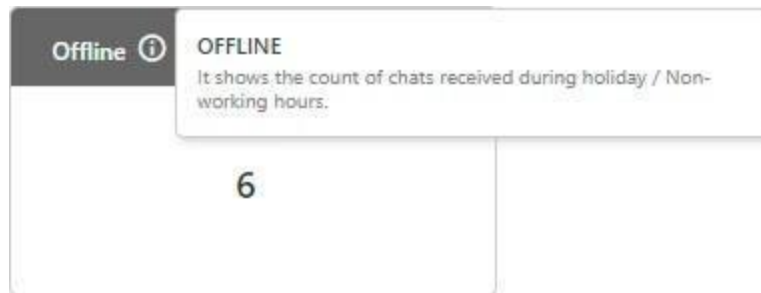 Offline
OFFLINE
It shows the count of chats received during holiday / Non-
working hours.
6